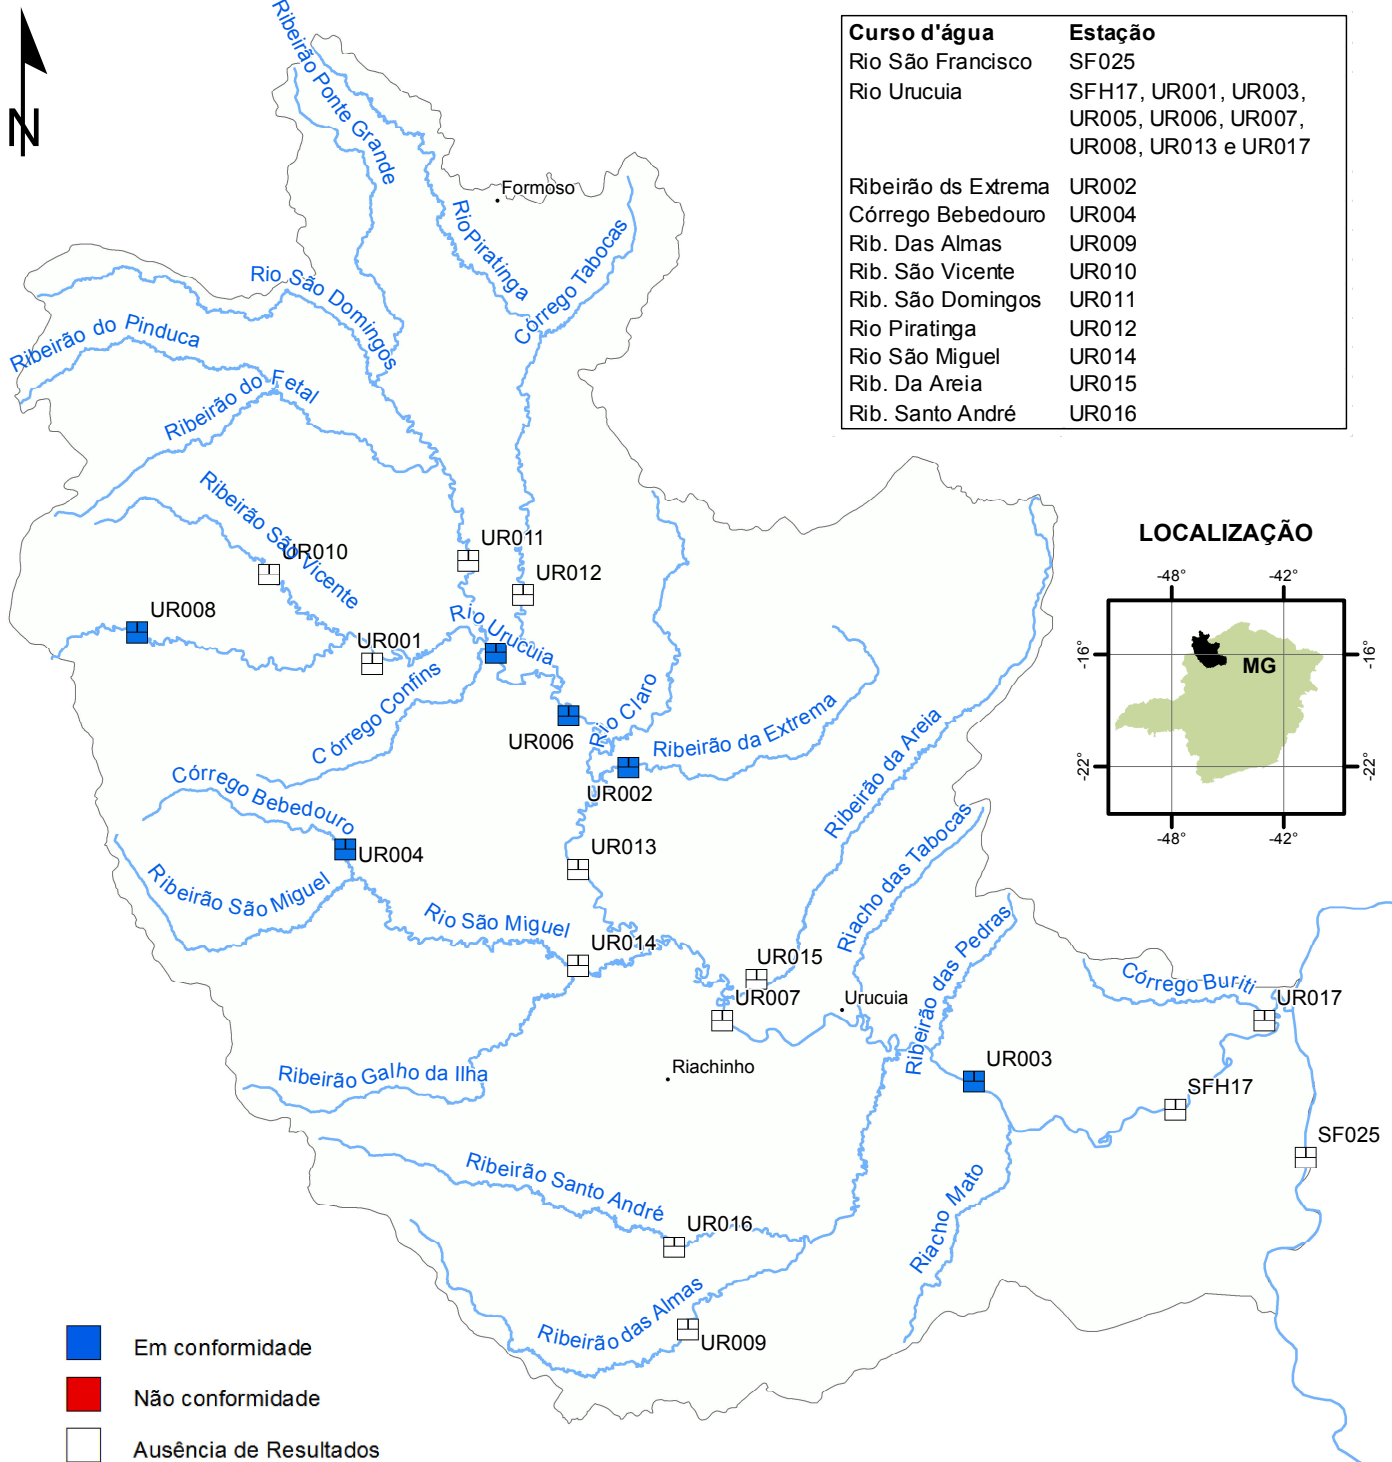 N
Curso d'água Estação
Rio São Francisco SF025
Rio Urucuia SFH17, UR001, UR003,
UR005, UR006, UR007,
UR008, UR013 e UR017
Ribeirão ds Extrema UR002
Córrego Bebedouro UR004
Rib. Das Almas UR009
Rib. São Vicente UR010
Rib. São Domingos UR011
Rio Piratinga UR012
Rio São Miguel UR014
Rib. Da Areia UR015
Rib. Santo André UR016
Ribeirão Ponte Grande
Formoso
Rio Piratinga
Córrego Tabocas
Rio São Domingos
Ribeirão do Pinduca
Ribeirão do Fetal
Ribeirão São Vicente
UR010
UR011
UR012
UR008
UR001
Rio Urucuia
Córrego Confins
UR006
Rio Claro
Ribeirão da Extrema
UR002
Ribeirão da Areia
Córrego Bebedouro
UR004
UR013
Riacho das Tabocas
Ribeirão São Miguel
Rio São Miguel
UR014
UR015
UR007
Urucuia
Ribeirão das Pedras
Córrego Buriti
UR017
Ribeirão Galho da Ilha
Riachinho
UR003
SFH17
SF025
Ribeirão Santo André
UR016
Riacho Mato
Ribeirão das Almas
UR009
LOCALIZAÇÃO
-48° -42°
-16° -16°
MG
-22° -22°
-48° -42°
Em conformidade
Não conformidade
Ausência de Resultados